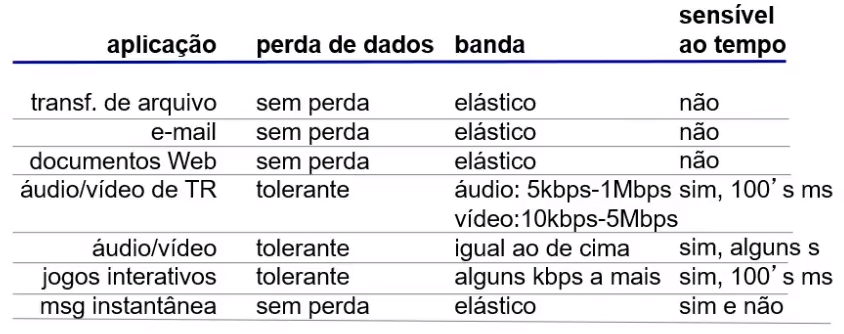 aplicação perda de dados banda sensível ao tempo
transf. de arquivo sem perda elástico não
e-mail sem perda elástico não
documentos Web sem perda elástico não
áudio/vídeo de TR tolerante áudio: 5kbps-1Mbps sim, 100’s ms
vídeo:10kbps-5Mbps
áudio/vídeo tolerante igual ao de cima sim, alguns s
jogos interativos tolerante alguns kbps a mais sim, 100’s ms
msg instantânea sem perda elástico sim e não